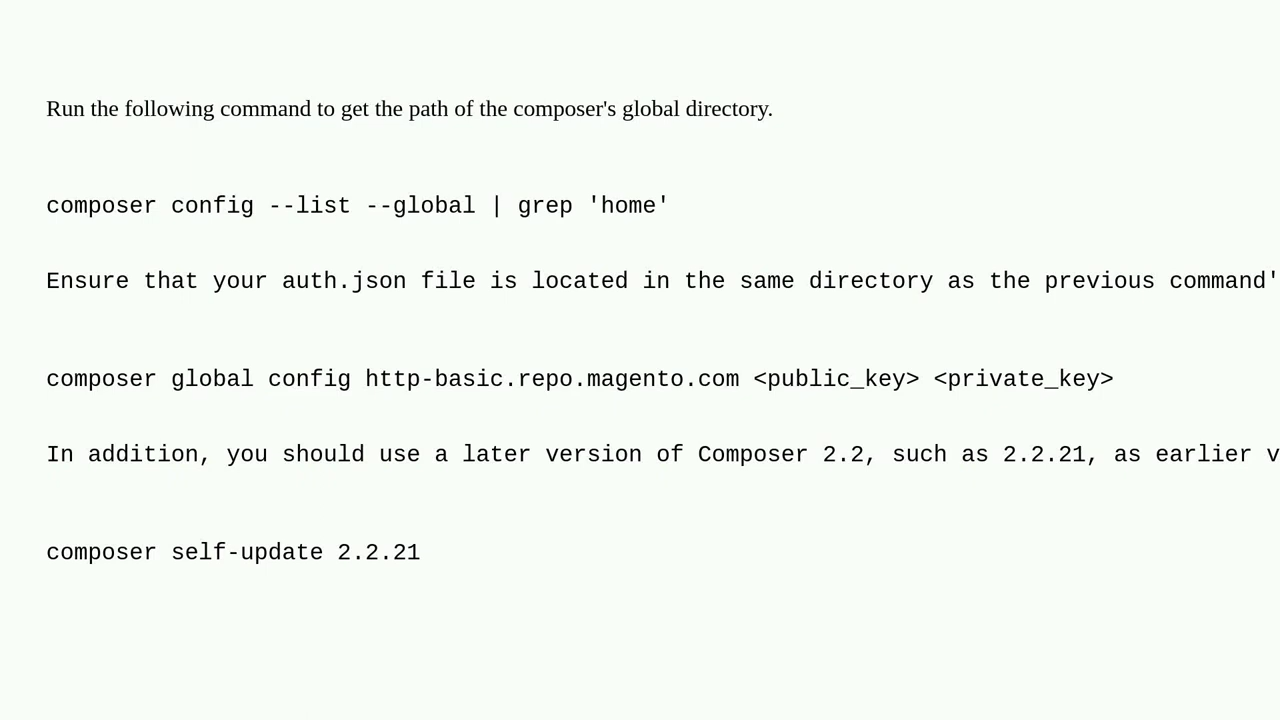 Run the following command to get the path of the composer's global directory.
composer config --list --global | grep 'home'
Ensure that your auth.json file is located in the same directory as the previous command'
composer global config http-basic.repo.magento.com <public_key> <private_key>
In addition, you should use a later version of Composer 2.2, such as 2.2.21, as earlier v
composer self-update 2.2.21